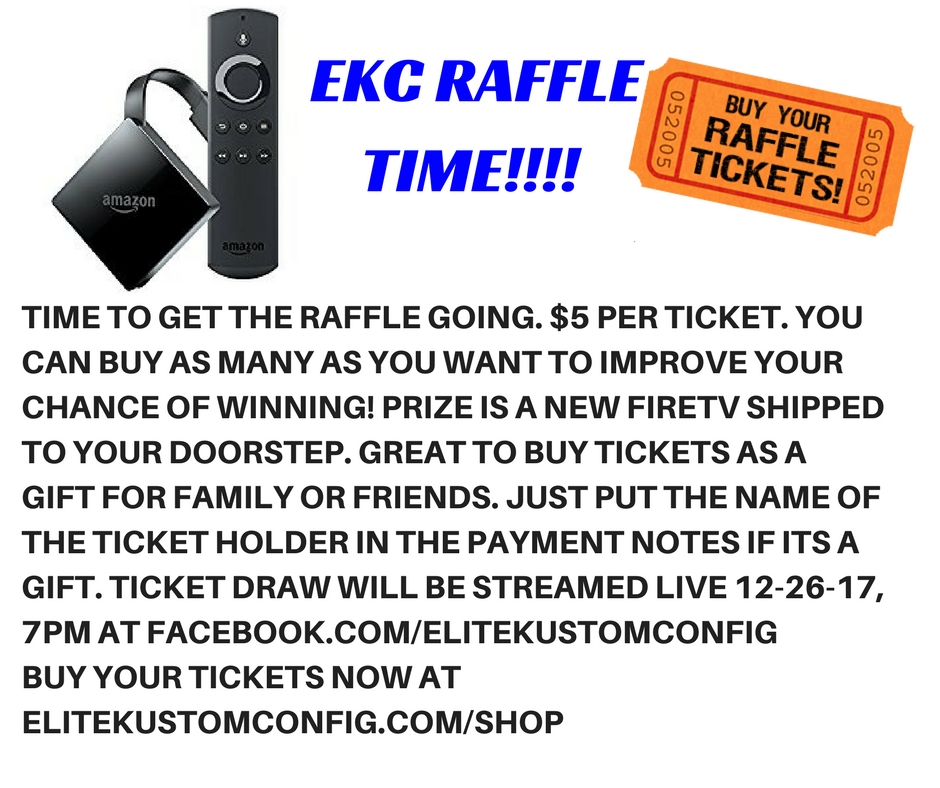 EKC RAFFLE
TIME!!!!
BUY YOUR
RAFFLE
TICKETS!
052005
052005
amazon
amazon
TIME TO GET THE RAFFLE GOING. $5 PER TICKET. YOU
CAN BUY AS MANY AS YOU WANT TO IMPROVE YOUR
CHANCE OF WINNING! PRIZE IS A NEW FIRETV SHIPPED
TO YOUR DOORSTEP. GREAT TO BUY TICKETS AS A
GIFT FOR FAMILY OR FRIENDS. JUST PUT THE NAME OF
THE TICKET HOLDER IN THE PAYMENT NOTES IF ITS A
GIFT. TICKET DRAW WILL BE STREAMED LIVE 12-26-17,
7PM AT FACEBOOK.COM/ELITEKUSTOMCONFIG
BUY YOUR TICKETS NOW AT
ELITEKUSTOMCONFIG.COM/SHOP